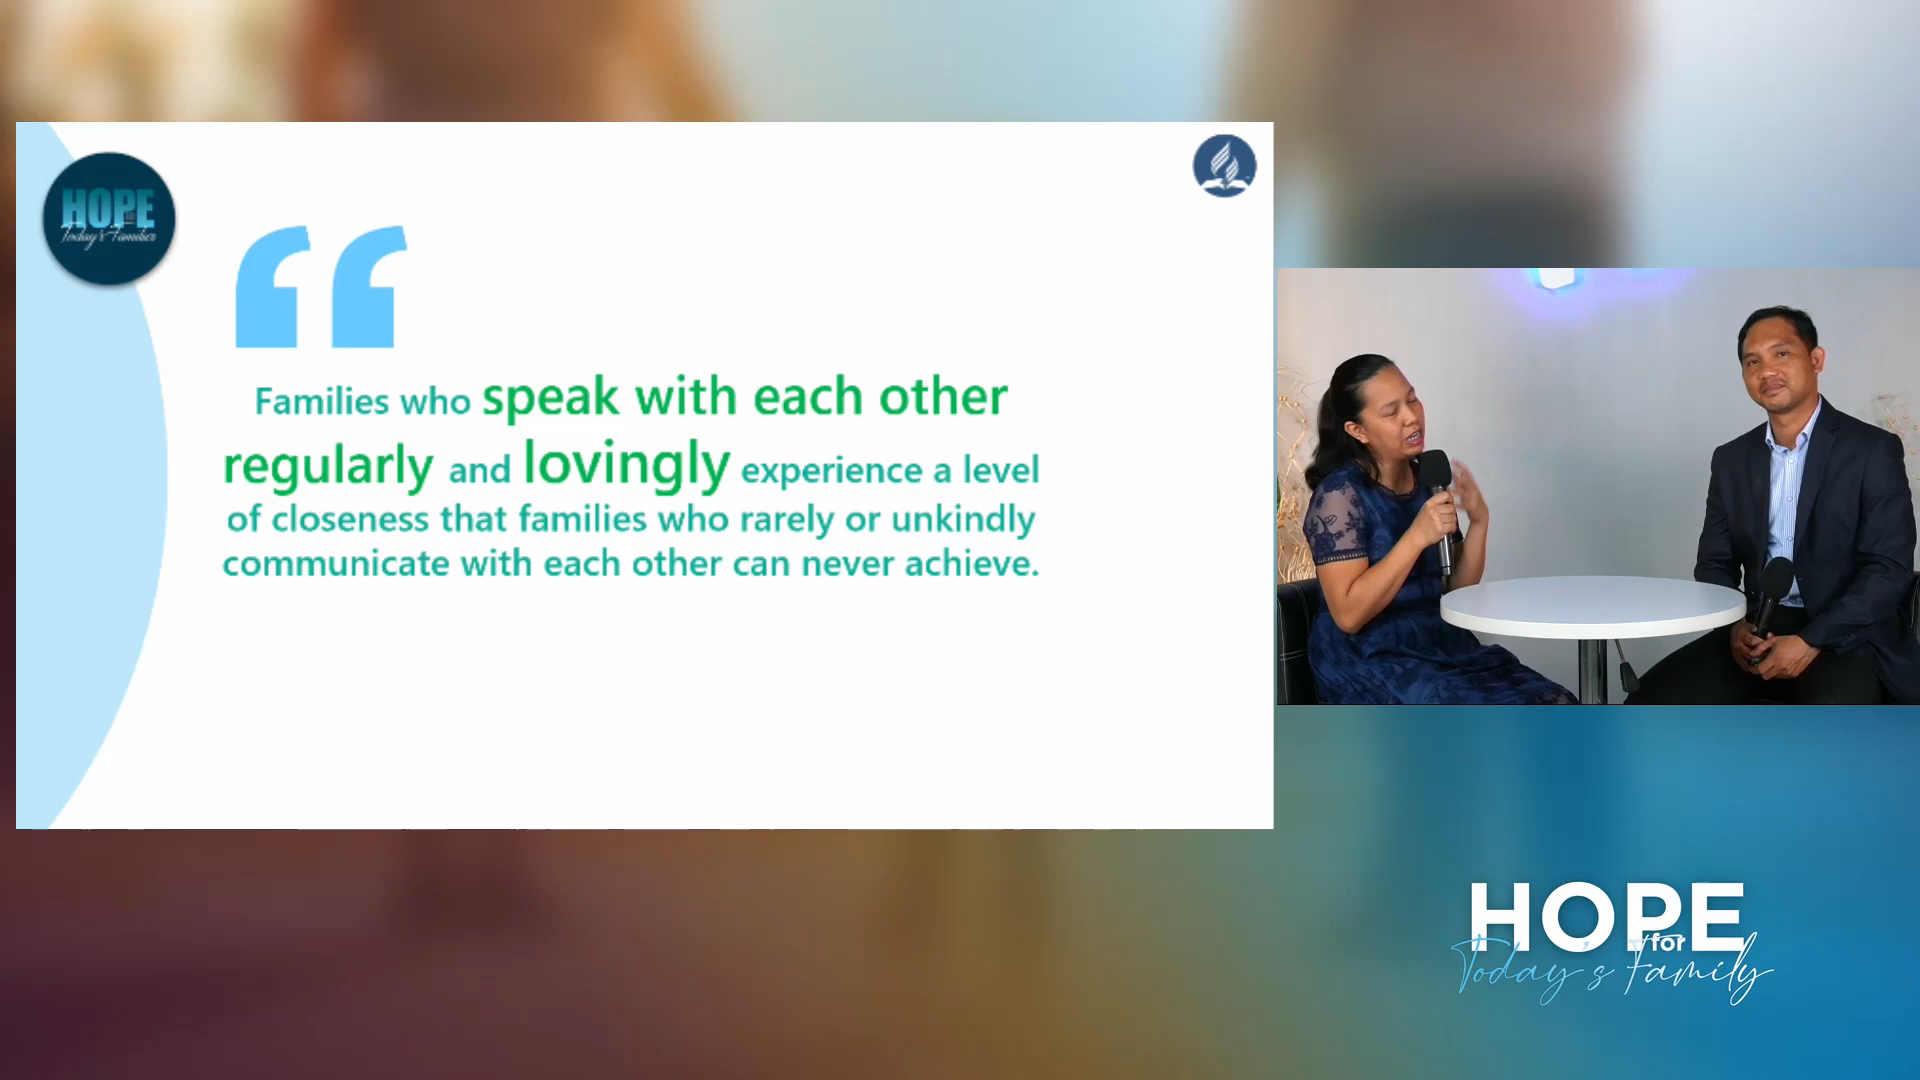 HOPE
Today's Families
Families who speak with each other
regularly and lovingly experience a level
of closeness that families who rarely or unkindly
communicate with each other can never achieve.
HOPE
for
Today's Family